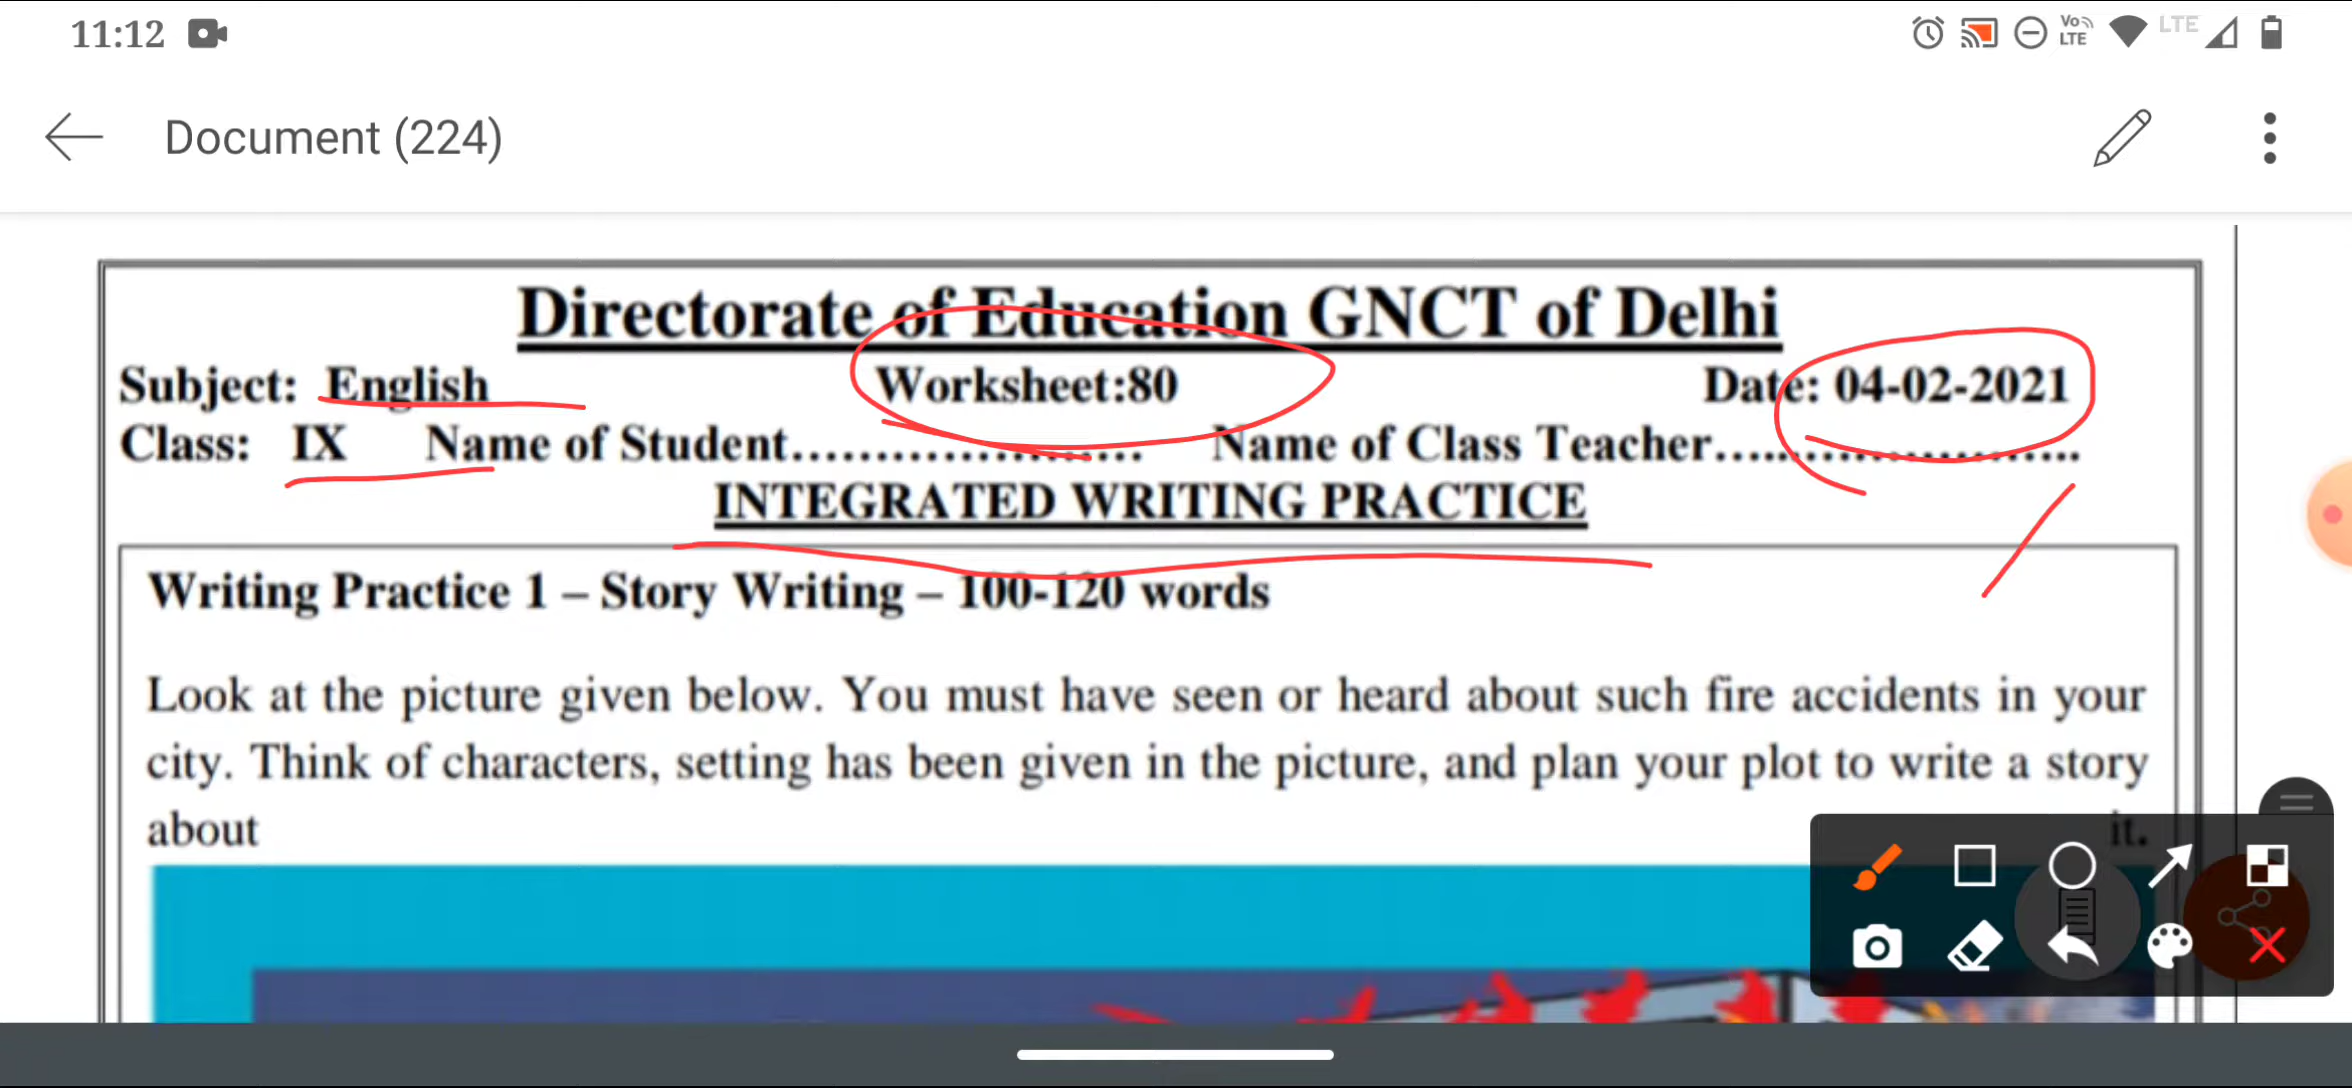 11:12
Vo LTE LTE
Document (224)
Directorate of Education GNCT of Delhi
Subject: English Worksheet:80 Date: 04-02-2021
Class: IX Name of Student...................... Name of Class Teacher.......................
INTEGRATED WRITING PRACTICE
Writing Practice 1 – Story Writing – 100-120 words
Look at the picture given below. You must have seen or heard about such fire accidents in your
city. Think of characters, setting has been given in the picture, and plan your plot to write a story
about it.